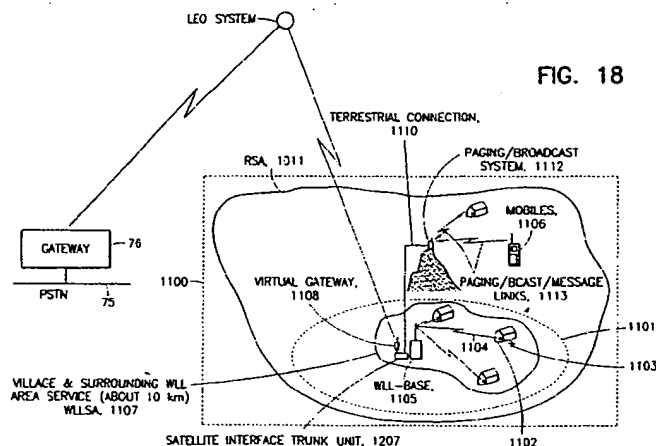 LEO SYSTEM
FIG. 18
TERRESTRIAL CONNECTION,
1110
PAGING/BROADCAST
SYSTEM, 1112
RSA, 1011
MOBILES,
1106
GATEWAY
76
1100
VIRTUAL GATEWAY,
1108
PAGING/BCAST/MESSAGE
LINKS, 1113
PSTN
75
1101
1104
1103
VILLAGE & SURROUNDING WLL
AREA SERVICE (ABOUT 10 km)
WLLSA, 1107
WLL-BASE,
1105
SATELLITE INTERFACE TRUNK UNIT, 1207
1102